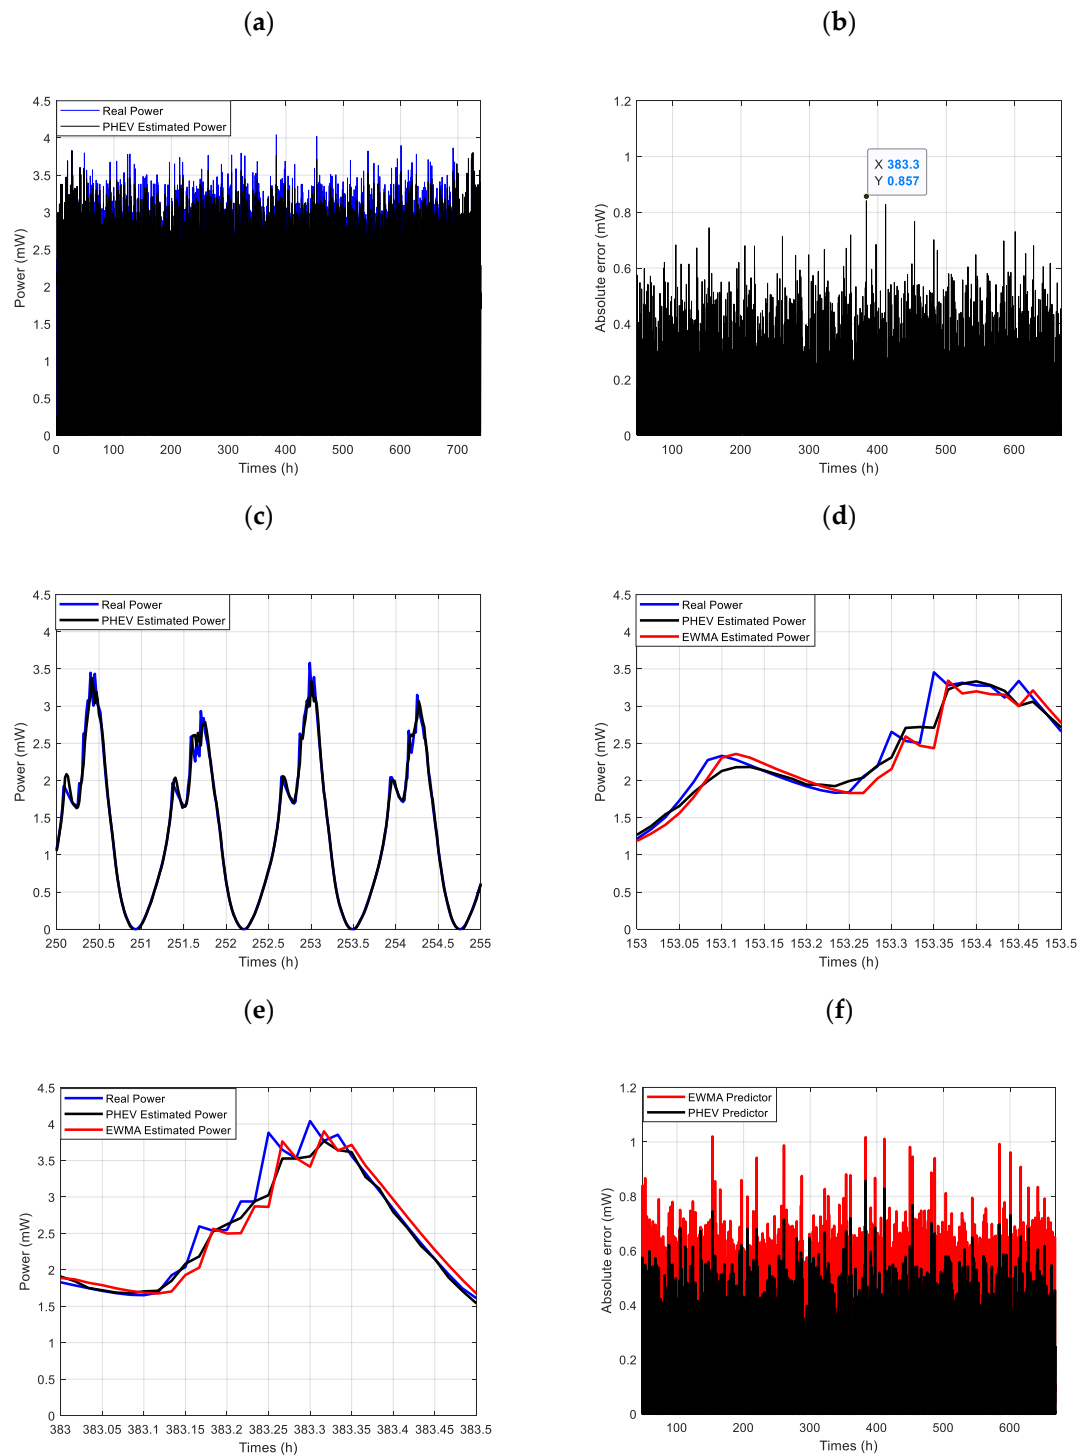 (a)
(b)
4.5
4
3.5
3
2.5
2
1.5
1
0.5
0
Power (mW)
Real Power
PHEV Estimated Power
0 100 200 300 400 500 600 700
Times (h)
1.2
1
0.8
0.6
0.4
0.2
0
Absolute error (mW)
X 383.3
Y 0.857
100 200 300 400 500 600
Times (h)
(c)
(d)
4.5
4
3.5
3
2.5
2
1.5
1
0.5
0
Power (mW)
Real Power
PHEV Estimated Power
250 250.5 251 251.5 252 252.5 253 253.5 254 254.5 255
Times (h)
4.5
4
3.5
3
2.5
2
1.5
1
0.5
0
Power (mW)
Real Power
PHEV Estimated Power
EWMA Estimated Power
153 153.05 153.1 153.15 153.2 153.25 153.3 153.35 153.4 153.45 153.5
Times (h)
(e)
(f)
4.5
4
3.5
3
2.5
2
1.5
1
0.5
0
Power (mW)
Real Power
PHEV Estimated Power
EWMA Estimated Power
383 383.05 383.1 383.15 383.2 383.25 383.3 383.35 383.4 383.45 383.5
Times (h)
1.2
1
0.8
0.6
0.4
0.2
0
Absolute error (mW)
EWMA Predictor
PHEV Predictor
100 200 300 400 500 600
Times (h)